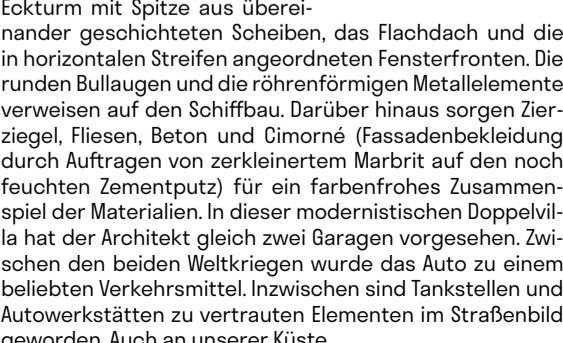 Eckturm mit Spitze aus überei-
nander geschichteten Scheiben, das Flachdach und die
in horizontalen Streifen angeordneten Fensterfronten. Die
runden Bullaugen und die röhrenförmigen Metallelemente
verweisen auf den Schiffbau. Darüber hinaus sorgen Zier-
ziegel, Fliesen, Beton und Cimorné (Fassadenbekleidung
durch Auftragen von zerkleinertem Marbrit auf den noch
feuchten Zementputz) für ein farbenfrohes Zusammen-
spiel der Materialien. In dieser modernistischen Doppelvil-
la hat der Architekt gleich zwei Garagen vorgesehen. Zwi-
schen den beiden Weltkriegen wurde das Auto zu einem
beliebten Verkehrsmittel. Inzwischen sind Tankstellen und
Autowerkstätten zu vertrauten Elementen im Straßenbild
geworden. Auch an unserer Küste.